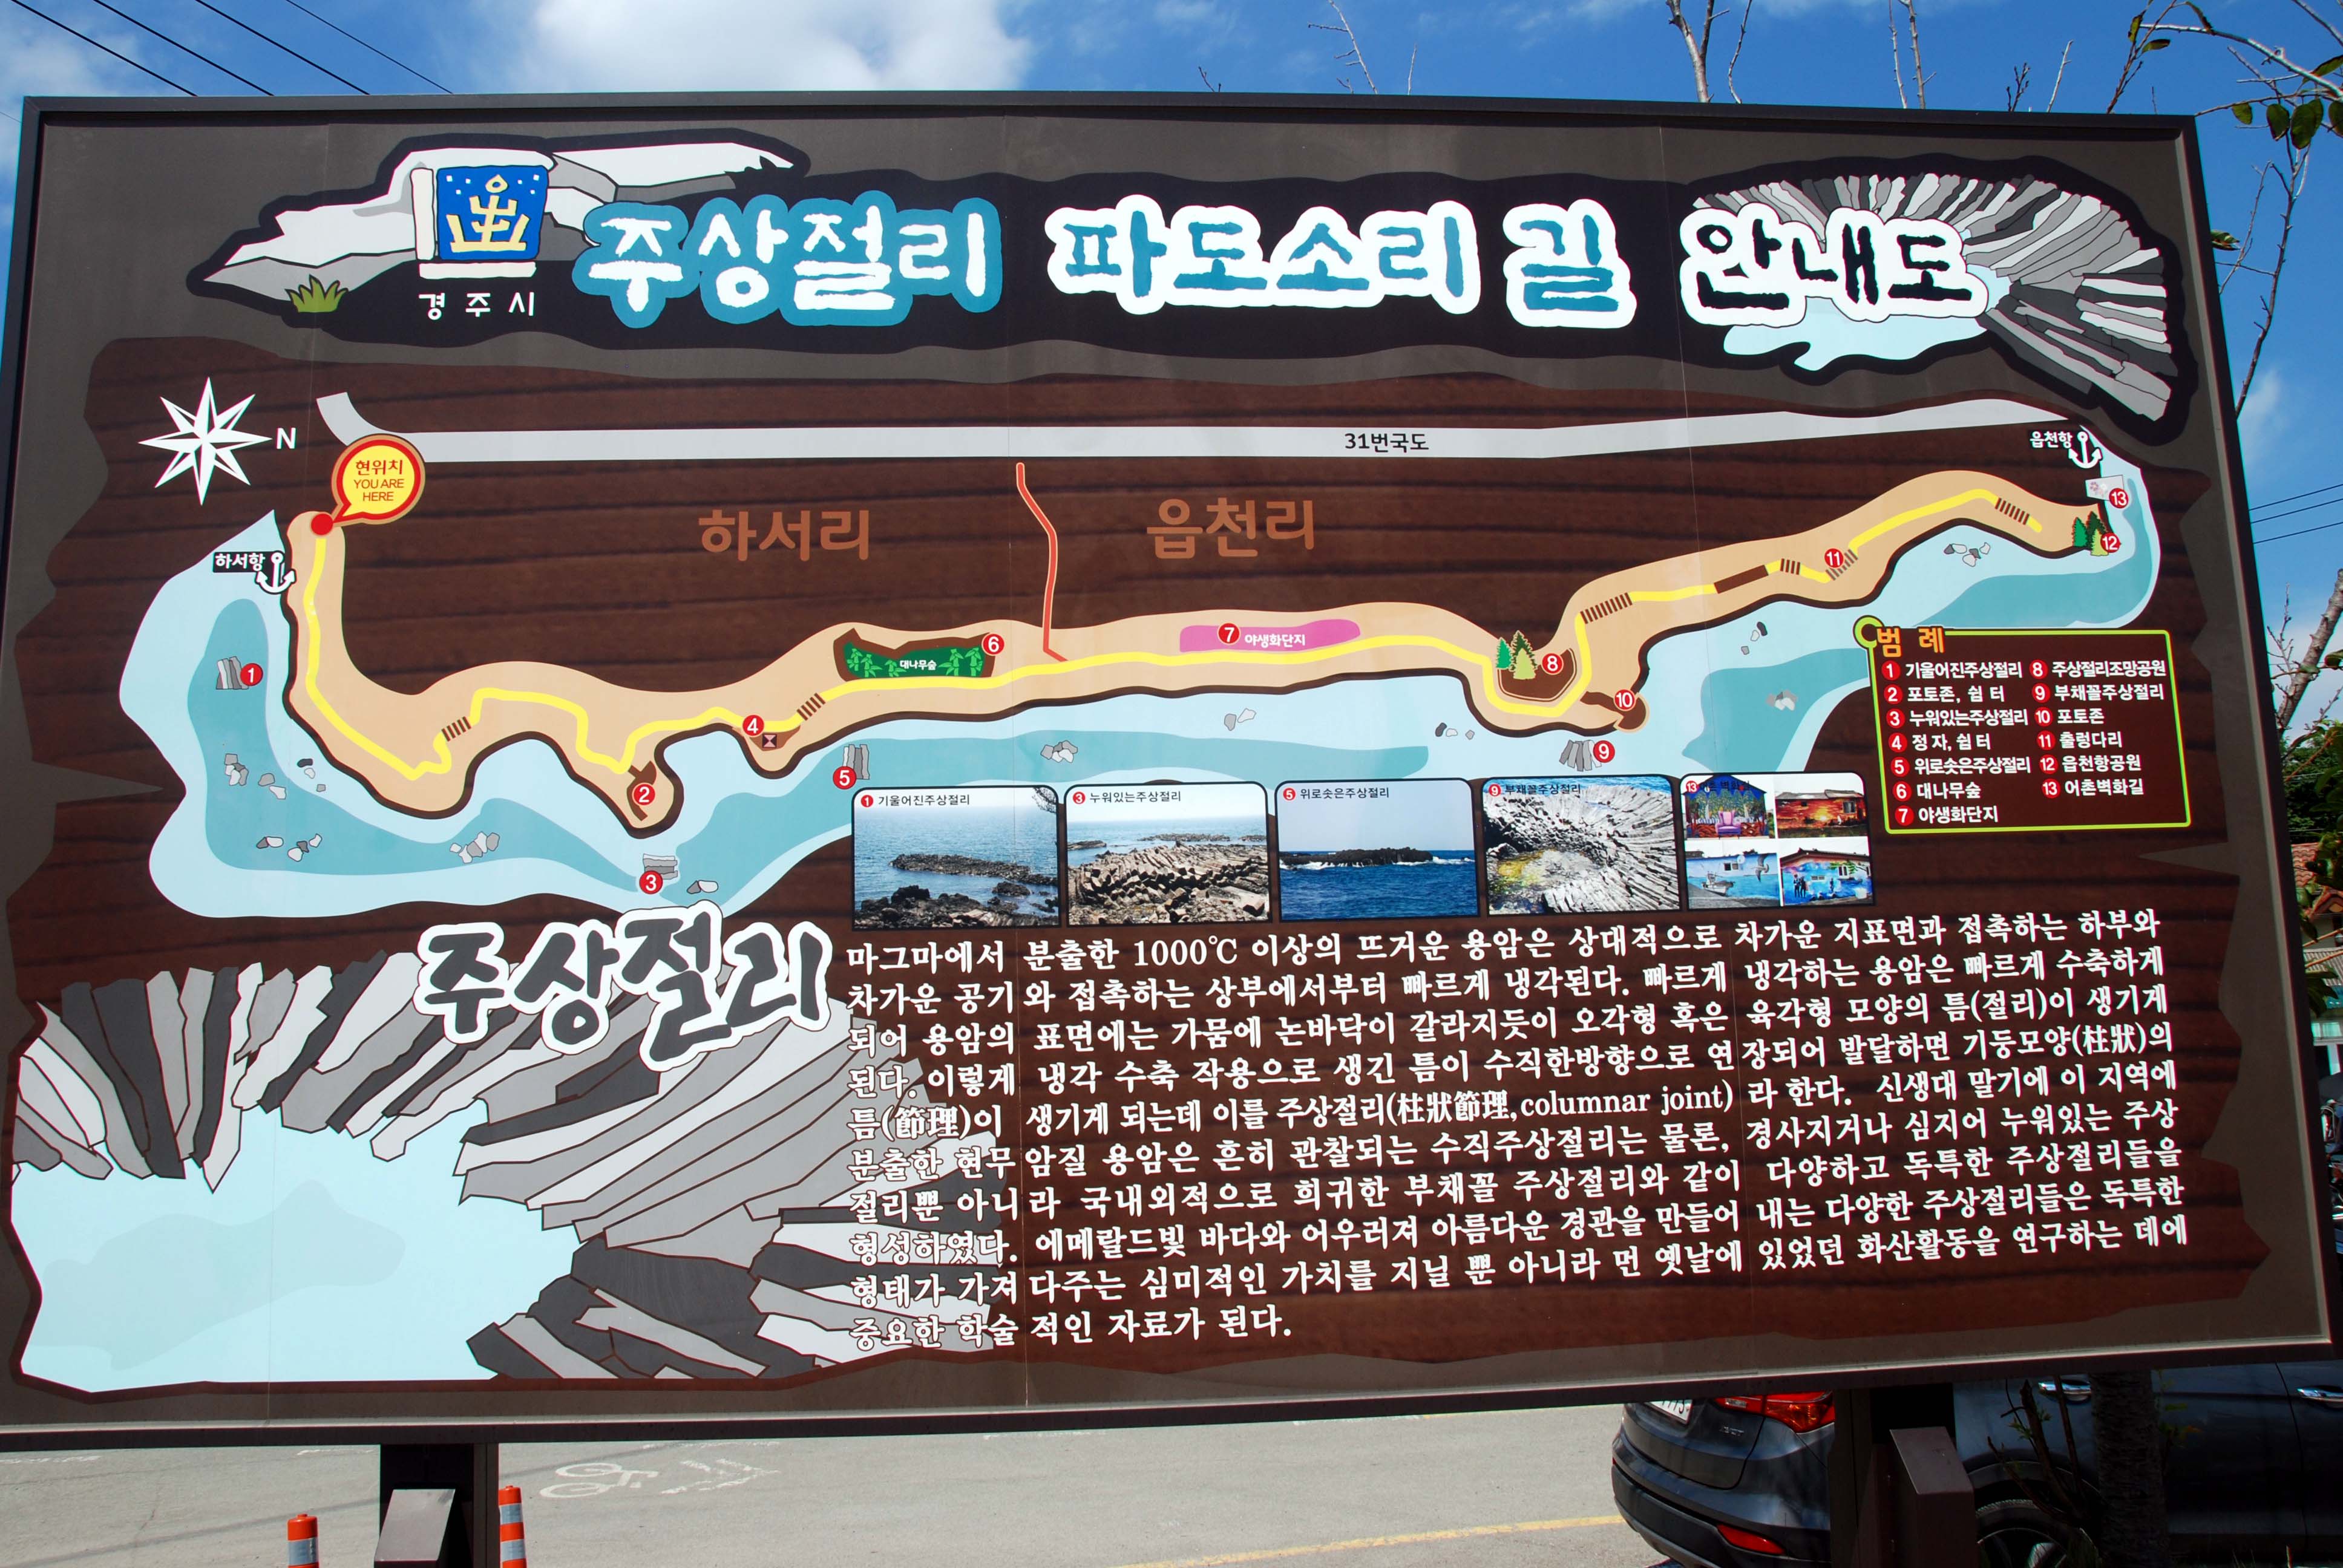 경주시
주상절리 파도소리 길 안내도
N
31번국도
읍천항
현위치
YOU ARE
HERE
하서리
읍천리
하서항
13
12
11
6
대나무숲
7 야생화단지
8
10
1
4
9
5
2
3
범 례
1 기울어진주상절리 8 주상절리조망공원
2 포토존, 쉼 터 9 부채꼴주상절리
3 누워있는주상절리 10 포토존
4 정 자, 쉼 터 11 출렁다리
5 위로솟은주상절리 12 읍천항공원
6 대나무숲 13 어촌벽화길
7 야생화단지
1 기울어진주상절리
3 누워있는주상절리
5 위로솟은주상절리
9 부채꼴주상절리
13
주상절리
마그마에서 분출한 1000℃ 이상의 뜨거운 용암은 상대적으로 차가운 지표면과 접촉하는 하부와
차가운 공기와 접촉하는 상부에서부터 빠르게 냉각된다. 빠르게 냉각하는 용암은 빠르게 수축하게
되어 용암의 표면에는 가뭄에 논바닥이 갈라지듯이 오각형 혹은 육각형 모양의 틈(절리)이 생기게
된다. 이렇게 냉각 수축 작용으로 생긴 틈이 수직한방향으로 연장되어 발달하면 기둥모양(柱狀)의
틈(節理)이 생기게 되는데 이를 주상절리(柱狀節理,columnar joint) 라 한다. 신생대 말기에 이 지역에
분출한 현무암질 용암은 흔히 관찰되는 수직주상절리는 물론, 경사지거나 심지어 누워있는 주상
절리뿐 아니라 국내외적으로 희귀한 부채꼴 주상절리와 같이 다양하고 독특한 주상절리들을
형성하였다. 에메랄드빛 바다와 어우러져 아름다운 경관을 만들어 내는 다양한 주상절리들은 독특한
형태가 가져다주는 심미적인 가치를 지닐 뿐 아니라 먼 옛날에 있었던 화산활동을 연구하는 데에
중요한 학술적인 자료가 된다.